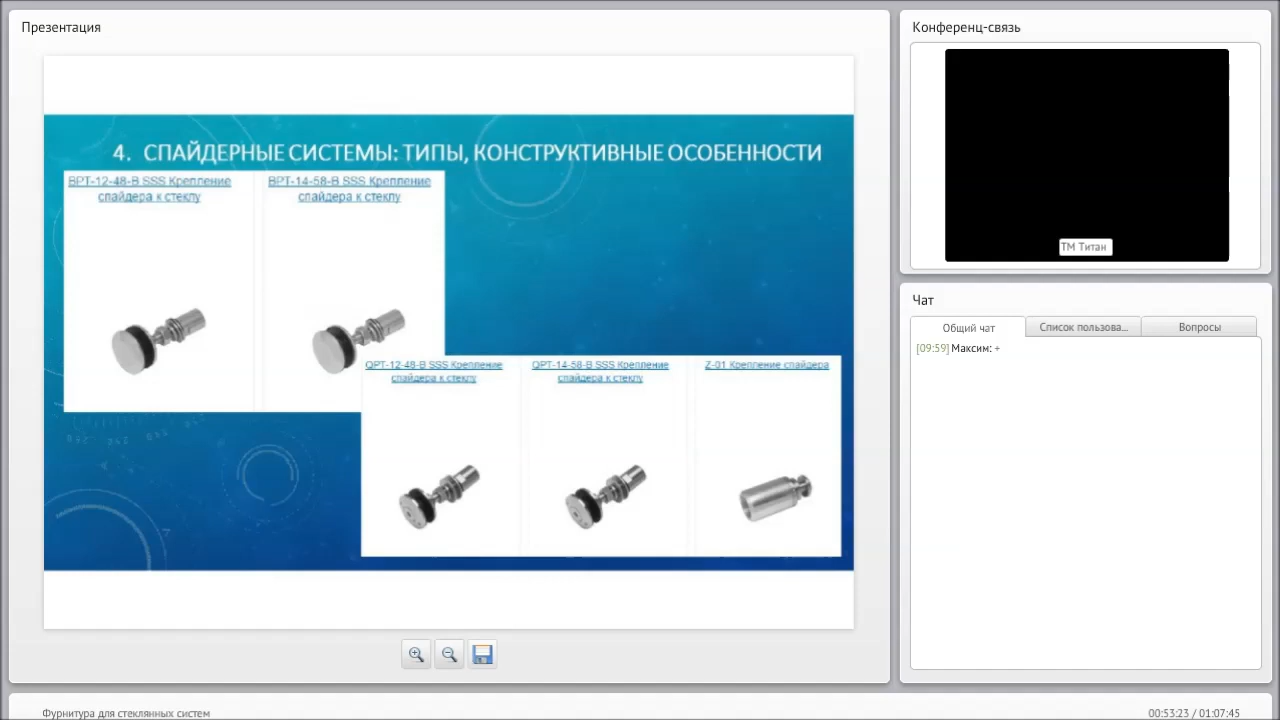 Презентация
4. СПАЙДЕРНЫЕ СИСТЕМЫ: ТИПЫ, КОНСТРУКТИВНЫЕ ОСОБЕННОСТИ
BPT-12-48-B SSS Крепление
спайдера к стеклу
BPT-14-58-B SSS Крепление
спайдера к стеклу
QPT-12-48-B SSS Крепление
спайдера к стеклу
QPT-14-58-B SSS Крепление
спайдера к стеклу
Z-01 Крепление спайдера
Конференц-связь
ТМ Титан
Чат
Общий чат
Список пользова...
Вопросы
[09:59] Максим: +
Фурнитура для стеклянных систем
00:53:23 / 01:07:45